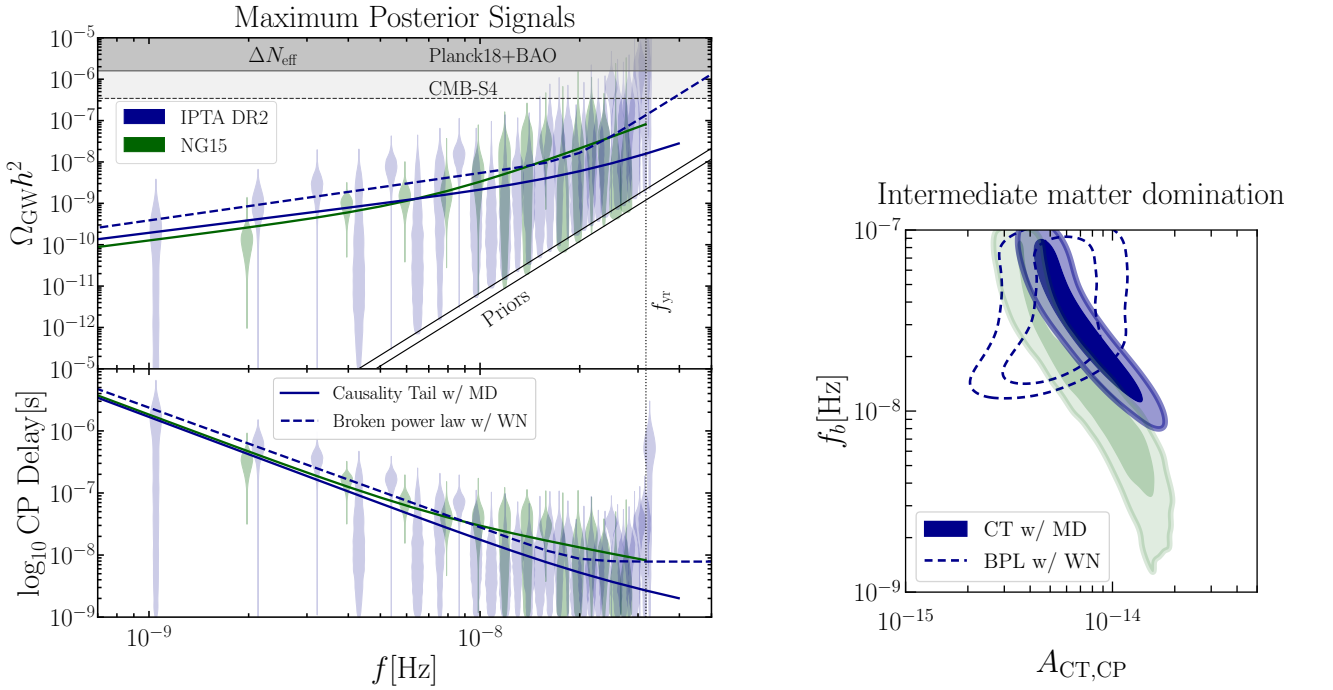 Maximum Posterior Signals
10⁻⁵
10⁻⁶
10⁻⁷
10⁻⁸
10⁻⁹
10⁻¹⁰
10⁻¹¹
10⁻¹²
10⁻⁵
Ω_GW h²
ΔN_eff
Planck18+BAO
CMB-S4
IPTA DR2
NG15
Priors
f_yr
10⁻⁶
10⁻⁷
10⁻⁸
10⁻⁹
log₁₀ CP Delay[s]
Causality Tail w/ MD
Broken power law w/ WN
10⁻⁹
10⁻⁸
f[Hz]
Intermediate matter domination
10⁻⁷
10⁻⁸
10⁻⁹
f_b[Hz]
CT w/ MD
BPL w/ WN
10⁻¹⁵
10⁻¹⁴
A_CT,CP